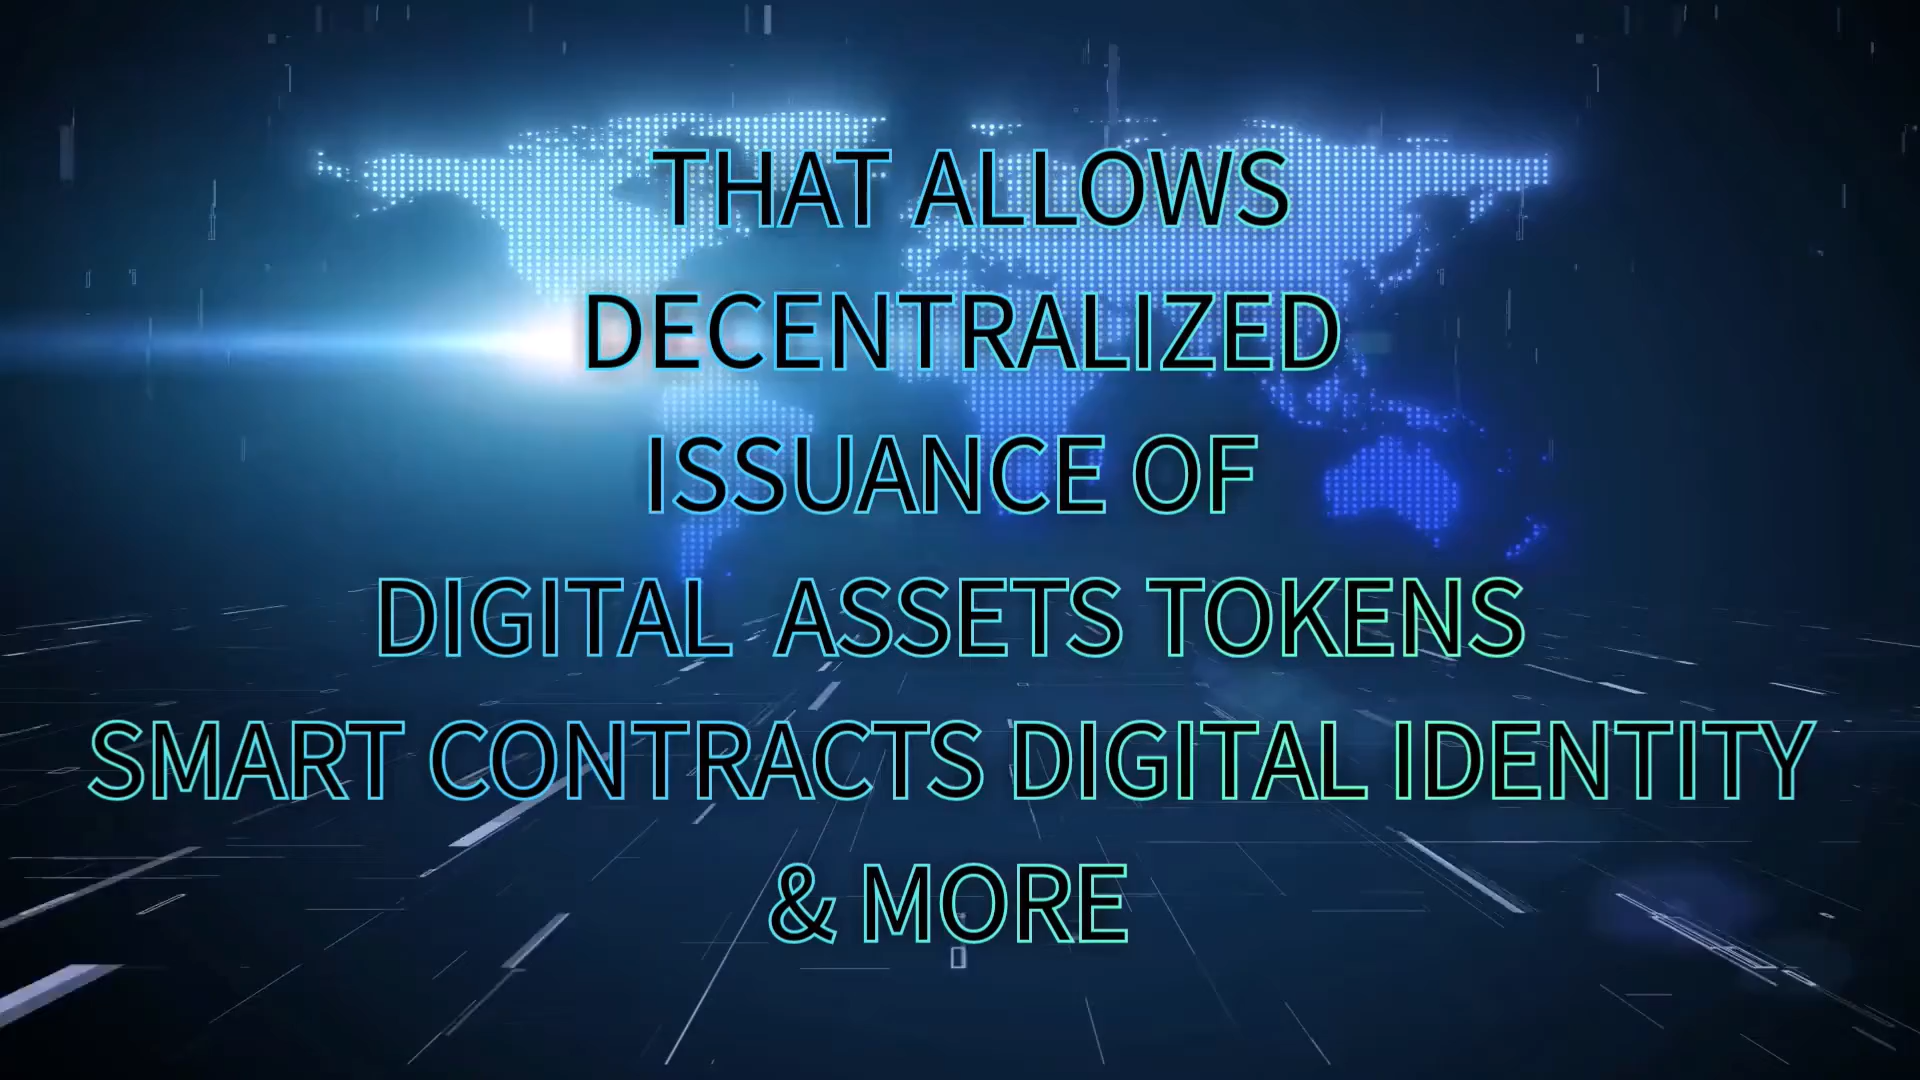 THAT ALLOWS
DECENTRALIZED
ISSUANCE OF
DIGITAL  ASSETS TOKENS
SMART CONTRACTS DIGITAL IDENTITY
& MORE